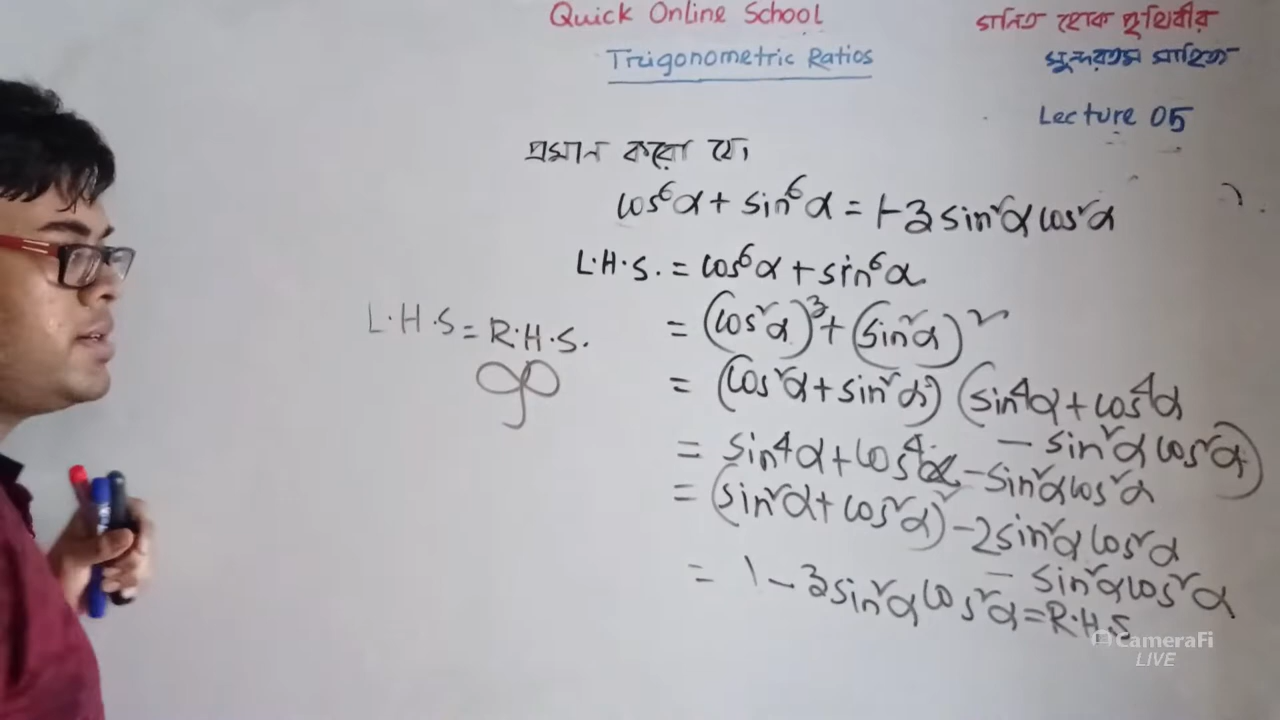 Quick Online School
গনিত হোক পৃথিবীর
Trigonometric Ratios
সুন্দরতম সাহিত্য
Lecture 05
প্রমান করো যে,
cos⁶α + sin⁶α = 1-3 sin²α cos²α
L.H.S. = cos⁶α + sin⁶α
= (cos²α)³ + (sin²α)²
L.H.S = R.H.S.
= (cos²α + sin²α) (sin⁴α + cos⁴α
- sin²α cos²α)
= sin⁴α + cos⁴α - sin²α cos²α
= (sin²α + cos²α)² - 2sin²α cos²α
- sin²α cos²α
= 1 - 3sin²α cos²α = R.H.S
CameraFi
LIVE